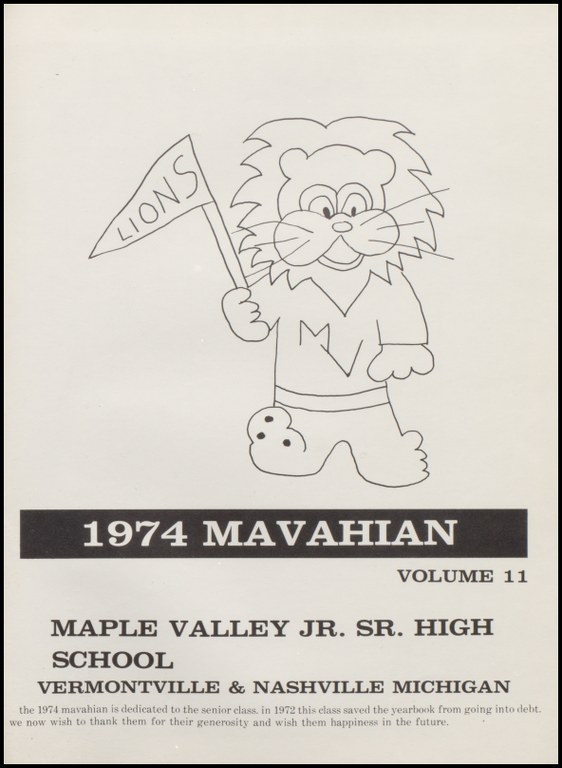 LIONS
MV
1974 MAVAHIAN
VOLUME 11
MAPLE VALLEY JR. SR. HIGH
SCHOOL
VERMONTVILLE & NASHVILLE MICHIGAN
the 1974 mavahian is dedicated to the senior class. in 1972 this class saved the yearbook from going into debt.
we now wish to thank them for their generosity and wish them happiness in the future.